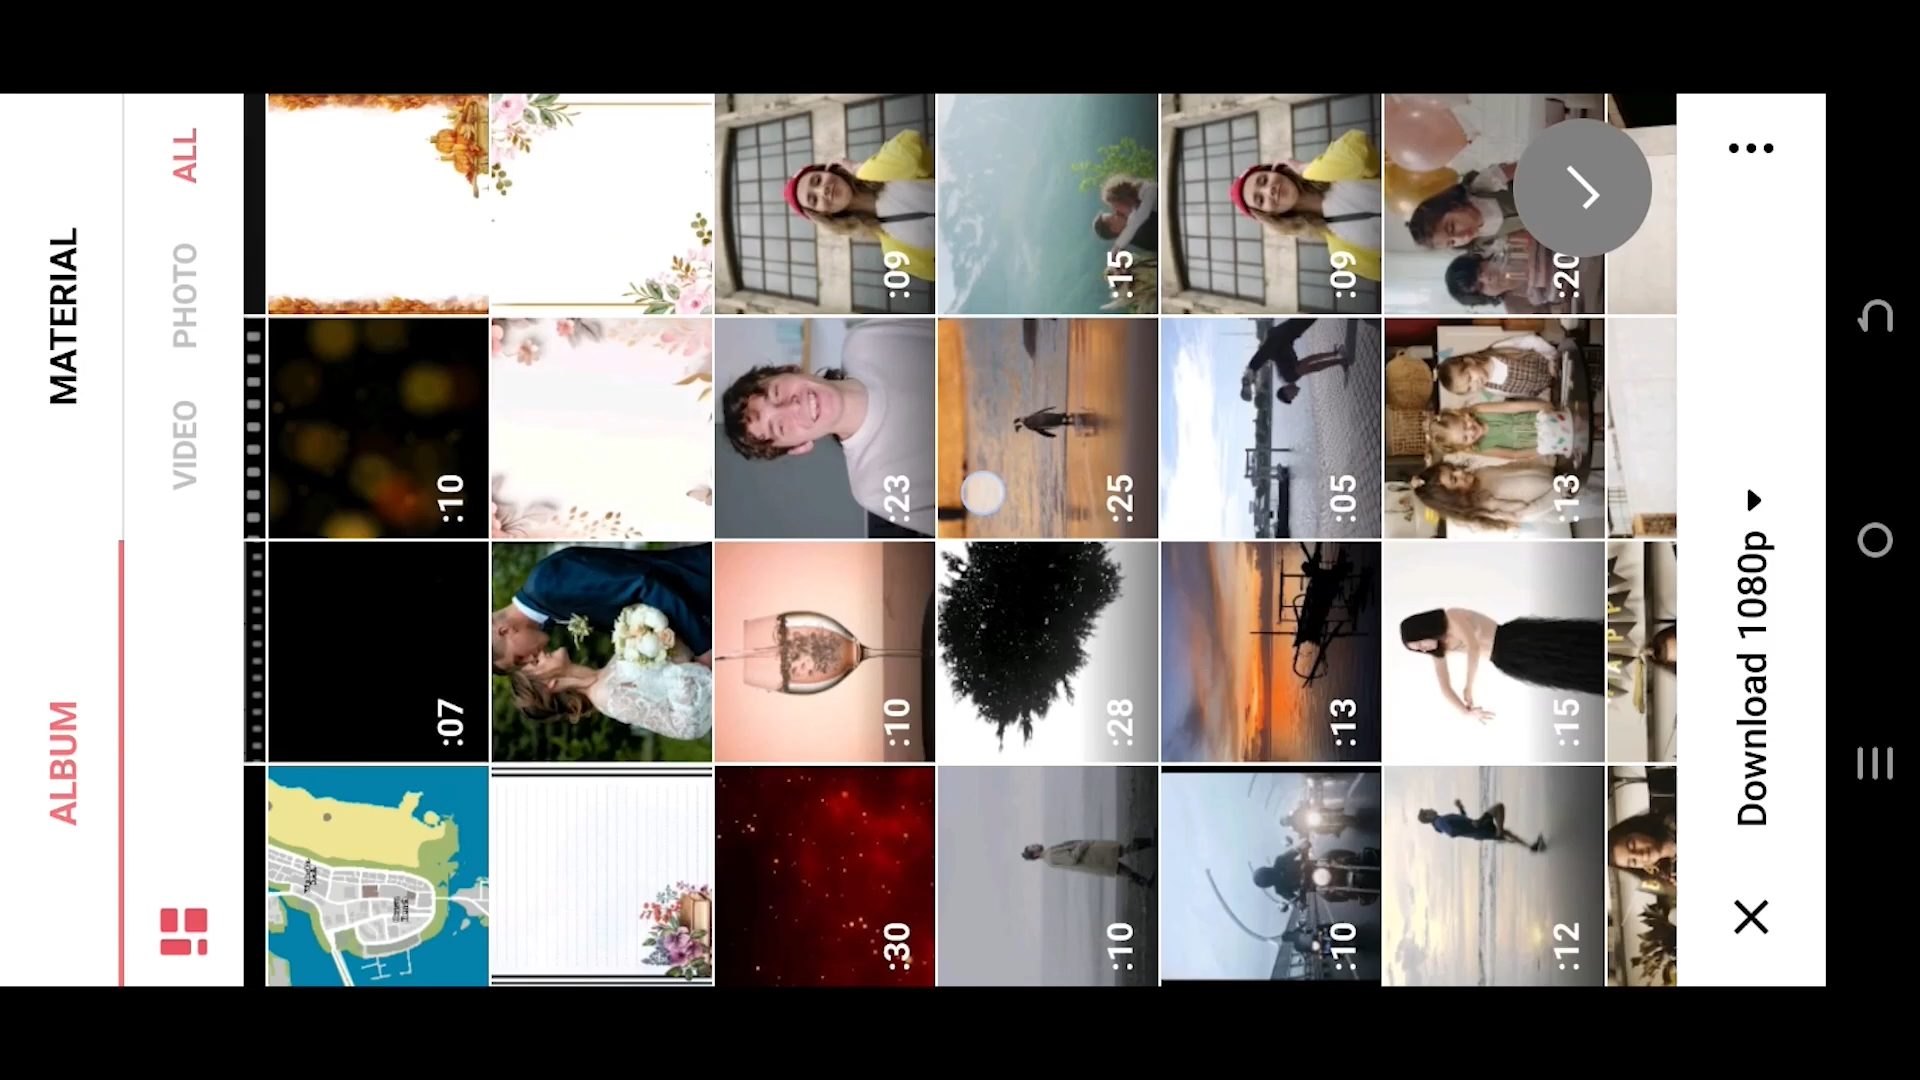 ALBUM MATERIAL
VIDEO PHOTO ALL
:07 :10
:30 :10 :23 :09
:10 :28 :25 :15
:10 :13 :05 :09
:12 :15 :13 :20
Download 1080p